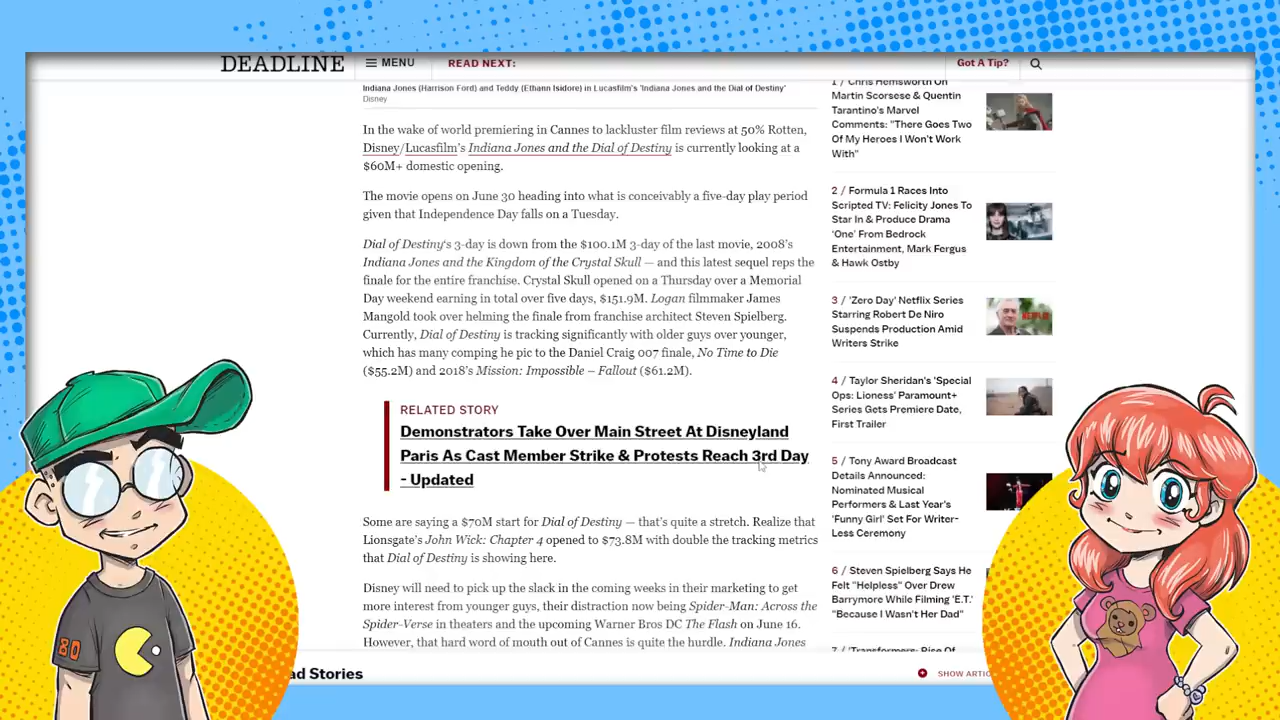 DEADLINE
MENU
READ NEXT:
Got A Tip?
Indiana Jones (Harrison Ford) and Teddy (Ethann Isidore) in Lucasfilm's 'Indiana Jones and the Dial of Destiny'
Disney
In the wake of world premiering in Cannes to lackluster film reviews at 50% Rotten,
Disney/Lucasfilm's Indiana Jones and the Dial of Destiny is currently looking at a
$60M+ domestic opening.
The movie opens on June 30 heading into what is conceivably a five-day play period
given that Independence Day falls on a Tuesday.
Dial of Destiny's 3-day is down from the $100.1M 3-day of the last movie, 2008's
Indiana Jones and the Kingdom of the Crystal Skull — and this latest sequel reps the
finale for the entire franchise. Crystal Skull opened on a Thursday over a Memorial
Day weekend earning in total over five days, $151.9M. Logan filmmaker James
Mangold took over helming the finale from franchise architect Steven Spielberg.
Currently, Dial of Destiny is tracking significantly with older guys over younger,
which has many comping he pic to the Daniel Craig 007 finale, No Time to Die
($55.2M) and 2018's Mission: Impossible – Fallout ($61.2M).
RELATED STORY
Demonstrators Take Over Main Street At Disneyland
Paris As Cast Member Strike & Protests Reach 3rd Day
- Updated
Some are saying a $70M start for Dial of Destiny — that's quite a stretch. Realize that
Lionsgate's John Wick: Chapter 4 opened to $73.8M with double the tracking metrics
that Dial of Destiny is showing here.
Disney will need to pick up the slack in the coming weeks in their marketing to get
more interest from younger guys, their distraction now being Spider-Man: Across the
Spider-Verse in theaters and the upcoming Warner Bros DC The Flash on June 16.
However, that hard word of mouth out of Cannes is quite the hurdle. Indiana Jones
1 / Chris Hemsworth On
Martin Scorsese & Quentin
Tarantino's Marvel
Comments: "There Goes Two
Of My Heroes I Won't Work
With"
2 / Formula 1 Races Into
Scripted TV: Felicity Jones To
Star In & Produce Drama
'One' From Bedrock
Entertainment, Mark Fergus
& Hawk Ostby
3 / 'Zero Day' Netflix Series
Starring Robert De Niro
Suspends Production Amid
Writers Strike
NETFLIX
4 / Taylor Sheridan's 'Special
Ops: Lioness' Paramount+
Series Gets Premiere Date,
First Trailer
5 / Tony Award Broadcast
Details Announced:
Nominated Musical
Performers & Last Year's
'Funny Girl' Set For Writer-
Less Ceremony
6 / Steven Spielberg Says He
Felt "Helpless" Over Drew
Barrymore While Filming 'E.T.'
"Because I Wasn't Her Dad"
7 / 'Transformers: Rise Of
ad Stories
SHOW ARTIC
80